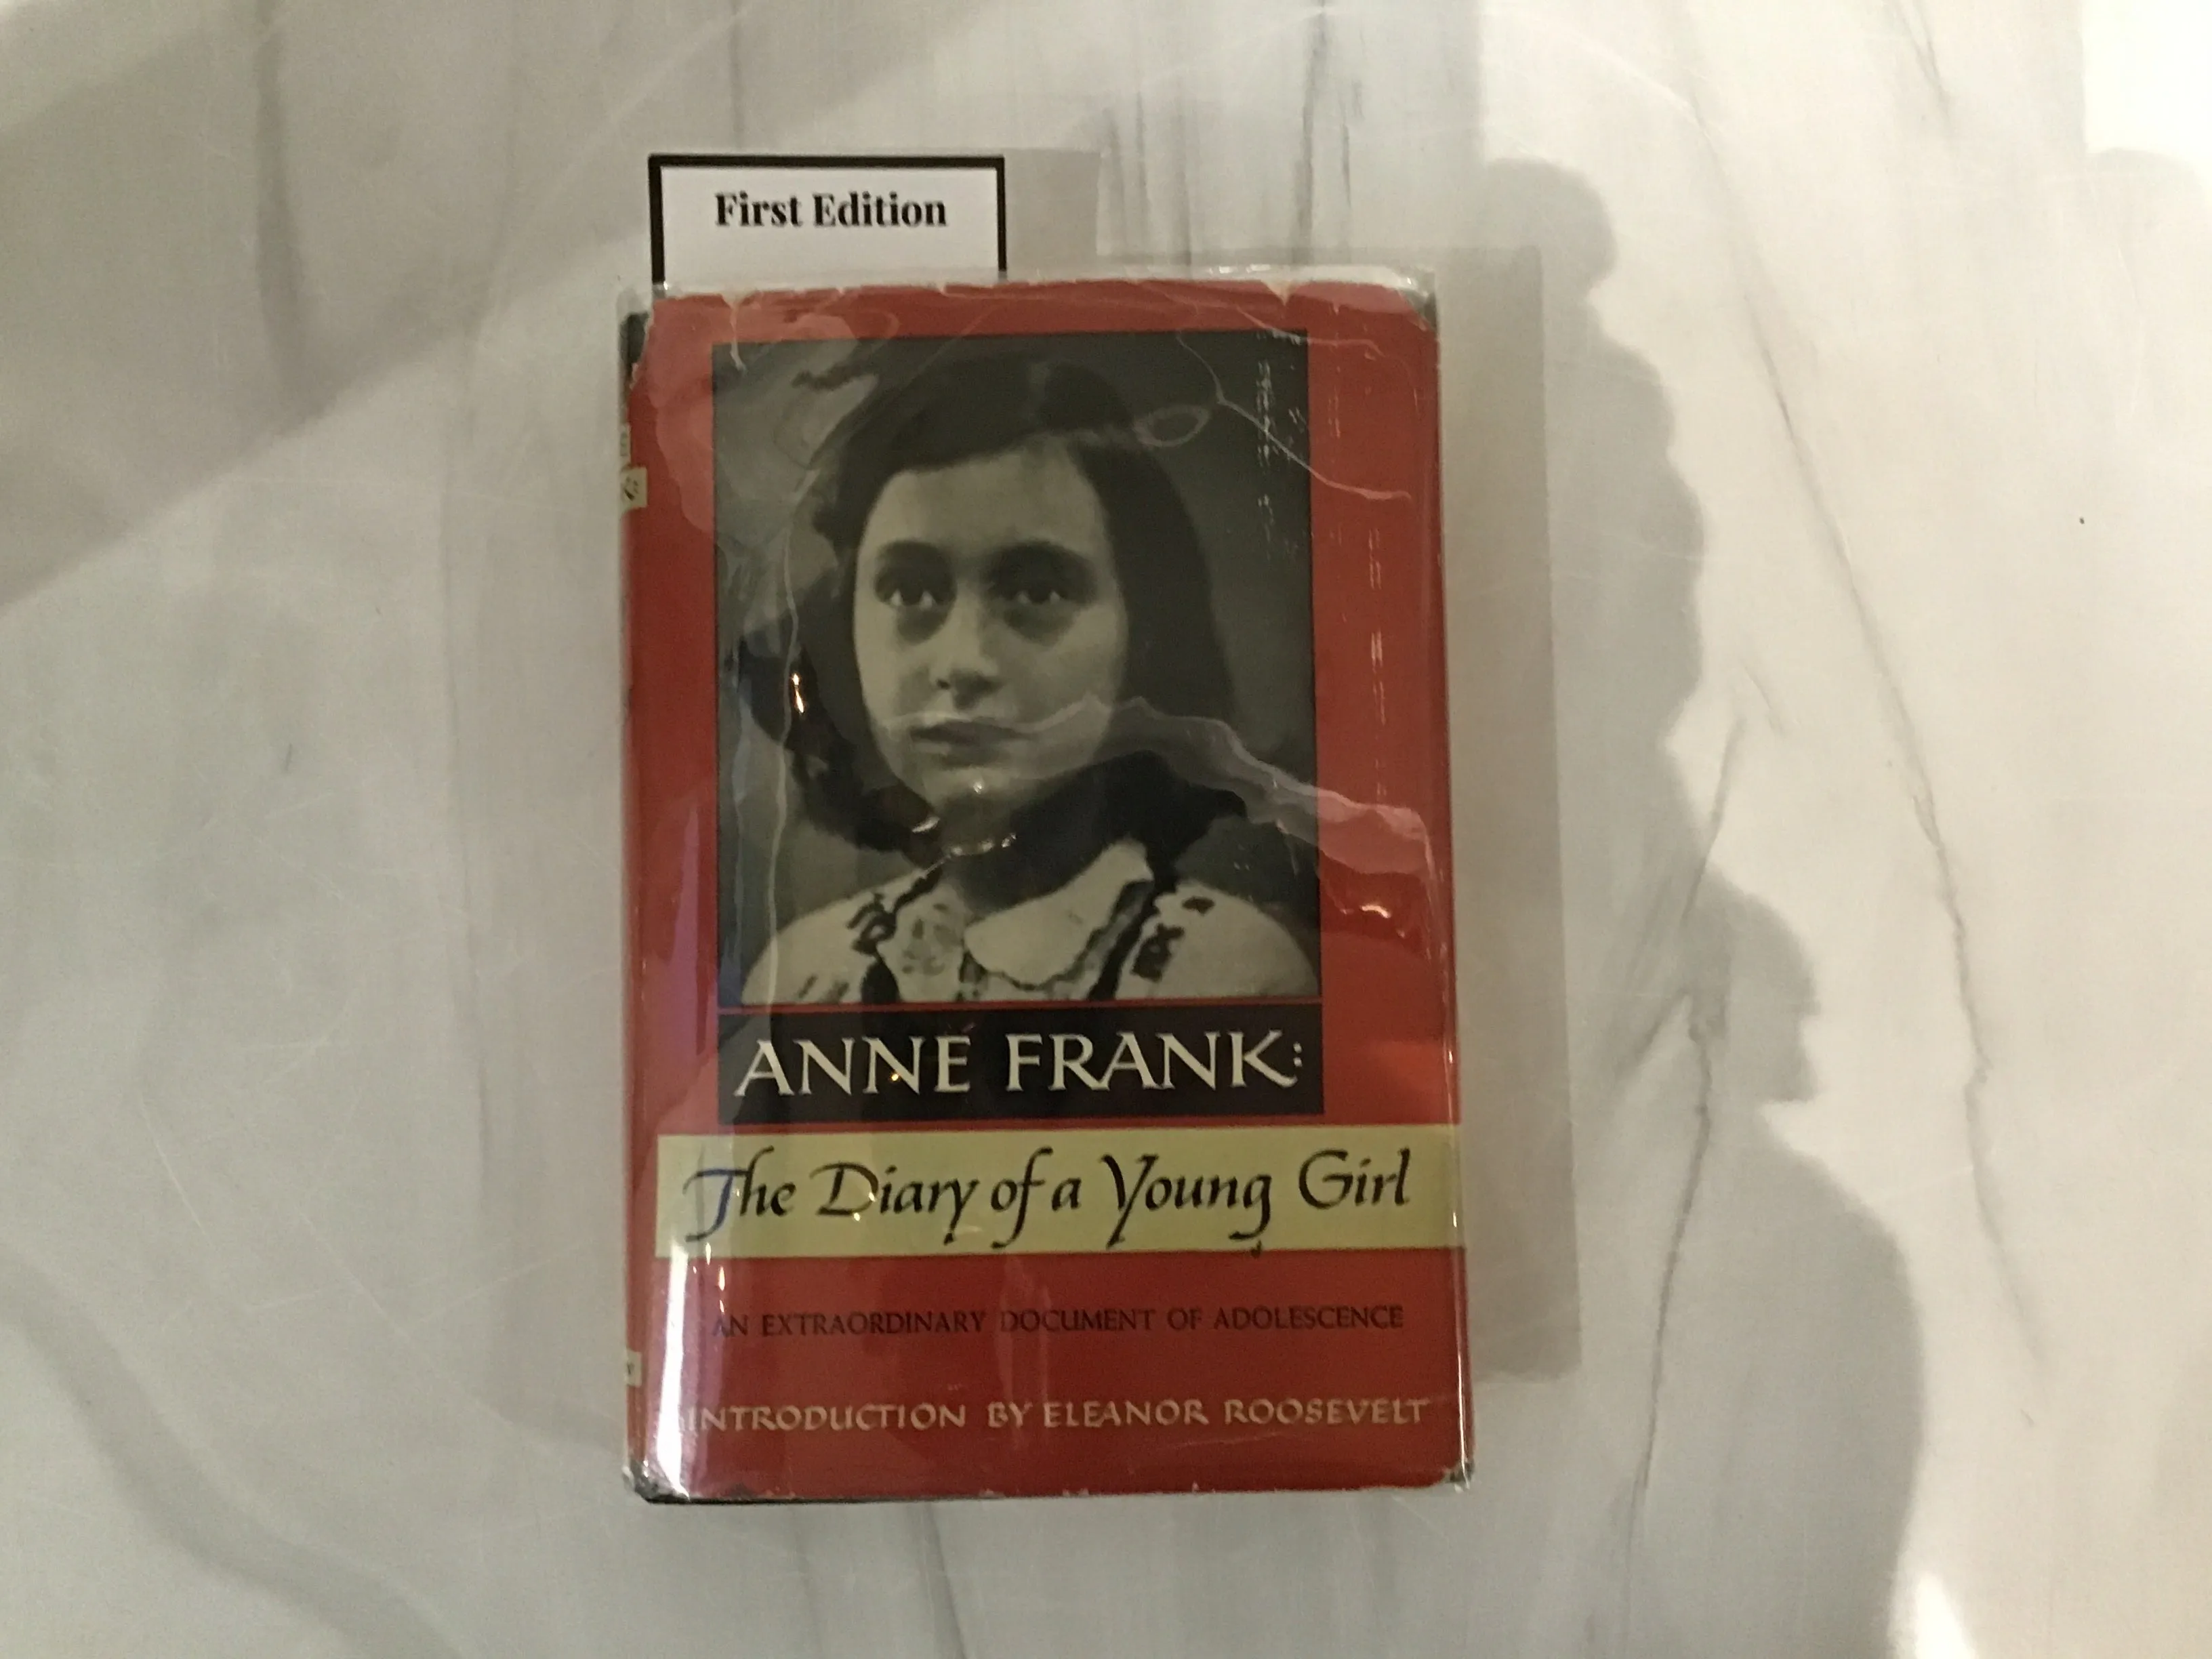 First Edition
ANNE FRANK:
The Diary of a Young Girl
AN EXTRAORDINARY DOCUMENT OF ADOLESCENCE
INTRODUCTION BY ELEANOR ROOSEVELT